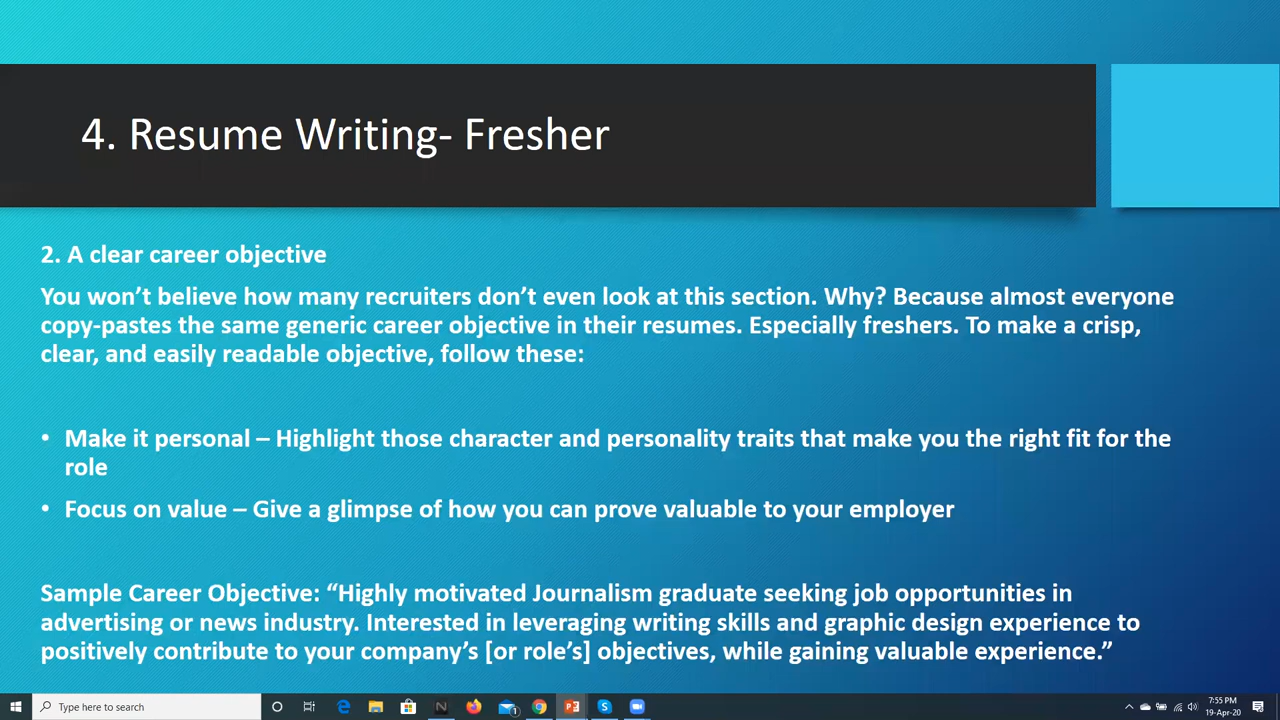 4. Resume Writing- Fresher
2. A clear career objective
You won’t believe how many recruiters don’t even look at this section. Why? Because almost everyone
copy-pastes the same generic career objective in their resumes. Especially freshers. To make a crisp,
clear, and easily readable objective, follow these:
• Make it personal – Highlight those character and personality traits that make you the right fit for the
role
• Focus on value – Give a glimpse of how you can prove valuable to your employer
Sample Career Objective: “Highly motivated Journalism graduate seeking job opportunities in
advertising or news industry. Interested in leveraging writing skills and graphic design experience to
positively contribute to your company’s [or role’s] objectives, while gaining valuable experience.”
Type here to search
7:55 PM
19-Apr-20